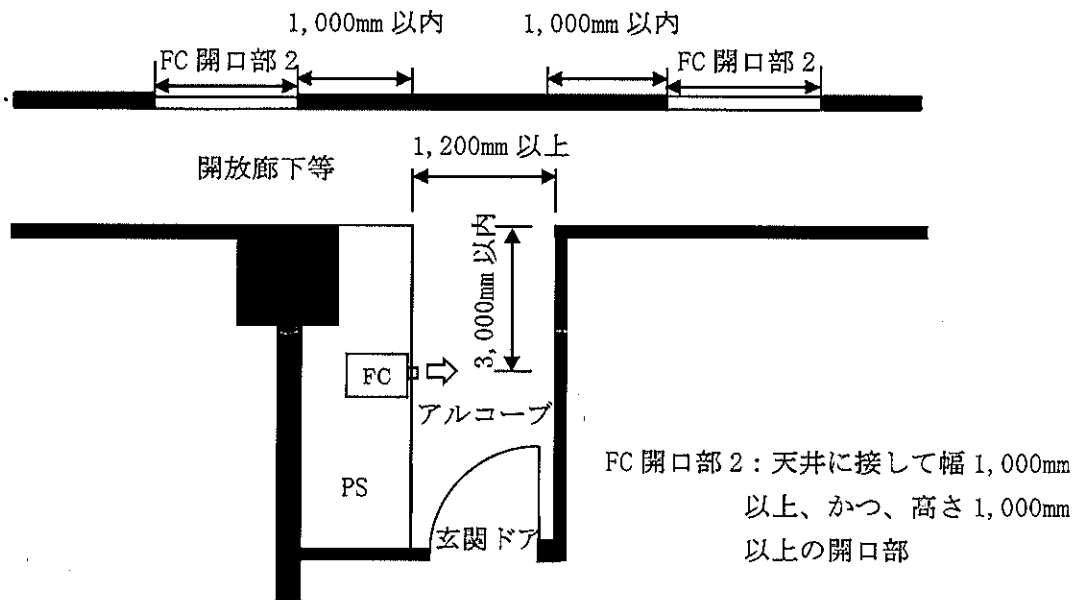 1,000mm 以内
1,000mm 以内
FC 開口部 2
FC 開口部 2
1,200mm 以上
開放廊下等
3,000mm 以内
FC
アルコーブ
PS
玄関ドア
FC 開口部 2：天井に接して幅 1,000mm
以上、かつ、高さ 1,000mm
以上の開口部